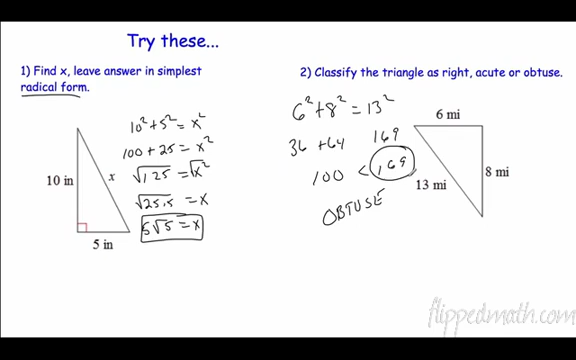 Try these...
1) Find x, leave answer in simplest
radical form.
10 in
x
5 in
10² + 5² = x²
100 + 25 = x²
√125 = √x²
√25.5 = x
5√5 = x
2) Classify the triangle as right, acute or obtuse.
6² + 8² = 13²
36 + 64 169
100 < 169
OBTUSE
6 mi
8 mi
13 mi
flippedmath.com